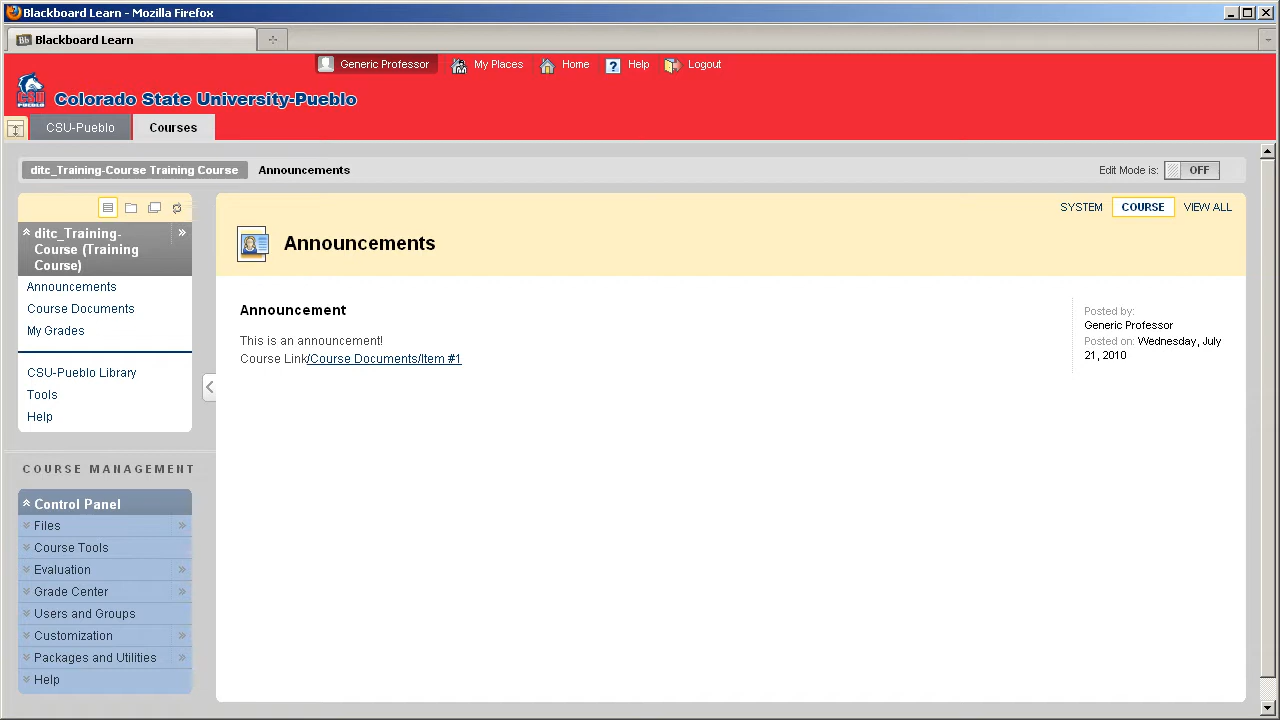 Blackboard Learn - Mozilla Firefox
Bb Blackboard Learn
Generic Professor My Places Home ? Help Logout
CSU PUEBLO Colorado State University-Pueblo
CSU-Pueblo Courses
ditc_Training-Course Training Course Announcements Edit Mode is: OFF
SYSTEM COURSE VIEW ALL
ditc_Training-
Course (Training
Course)
Announcements
Course Documents
My Grades
CSU-Pueblo Library
Tools
Help
COURSE MANAGEMENT
Control Panel
Files
Course Tools
Evaluation
Grade Center
Users and Groups
Customization
Packages and Utilities
Help
Announcements
Announcement
This is an announcement!
Course Link/Course Documents/Item #1
Posted by:
Generic Professor
Posted on: Wednesday, July
21, 2010